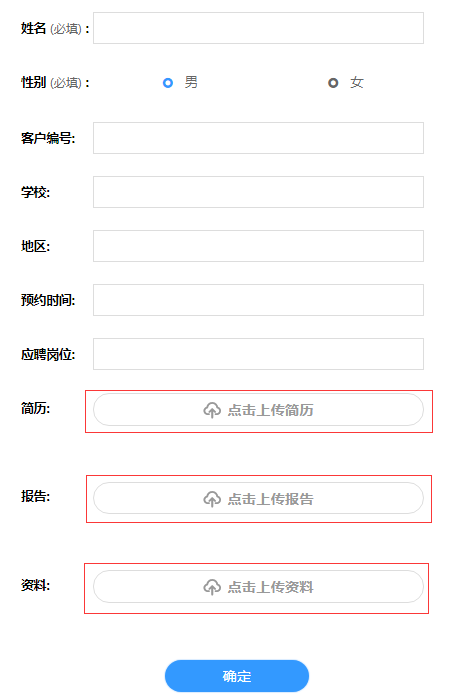 姓名 (必填) :
性别 (必填) : 男 女
客户编号:
学校:
地区:
预约时间:
应聘岗位:
简历: 点击上传简历
报告: 点击上传报告
资料: 点击上传资料
确定